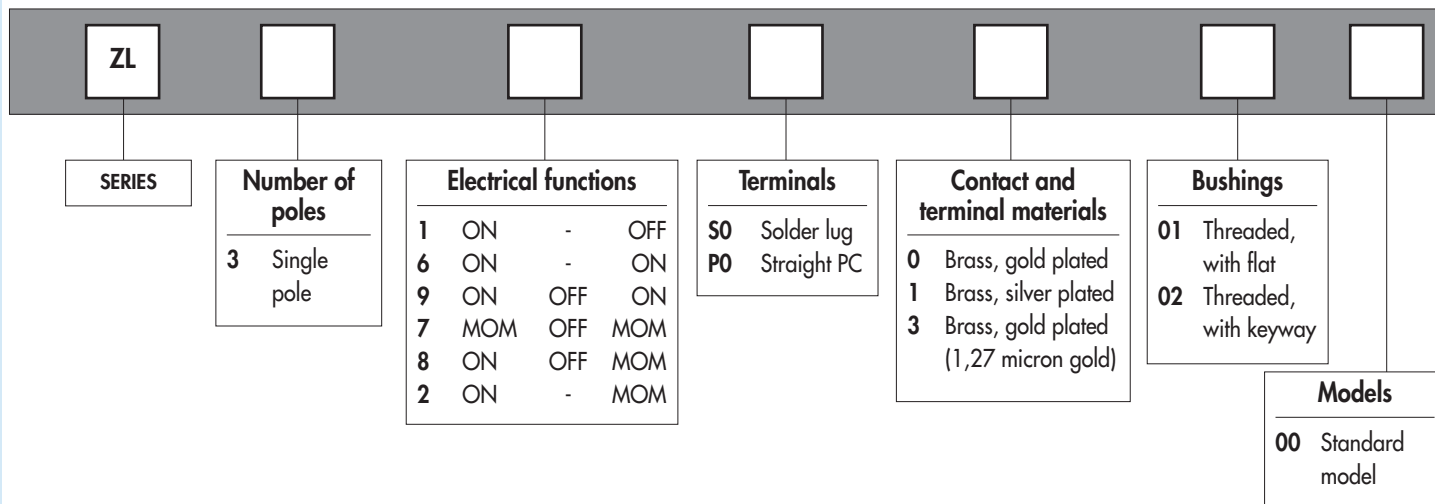 ZL
SERIES
Number of
poles
3 Single
pole
Electrical functions
1 ON - OFF
6 ON - ON
9 ON OFF ON
7 MOM OFF MOM
8 ON OFF MOM
2 ON - MOM
Terminals
S0 Solder lug
P0 Straight PC
Contact and
terminal materials
0 Brass, gold plated
1 Brass, silver plated
3 Brass, gold plated
(1,27 micron gold)
Bushings
01 Threaded,
with flat
02 Threaded,
with keyway
Models
00 Standard
model